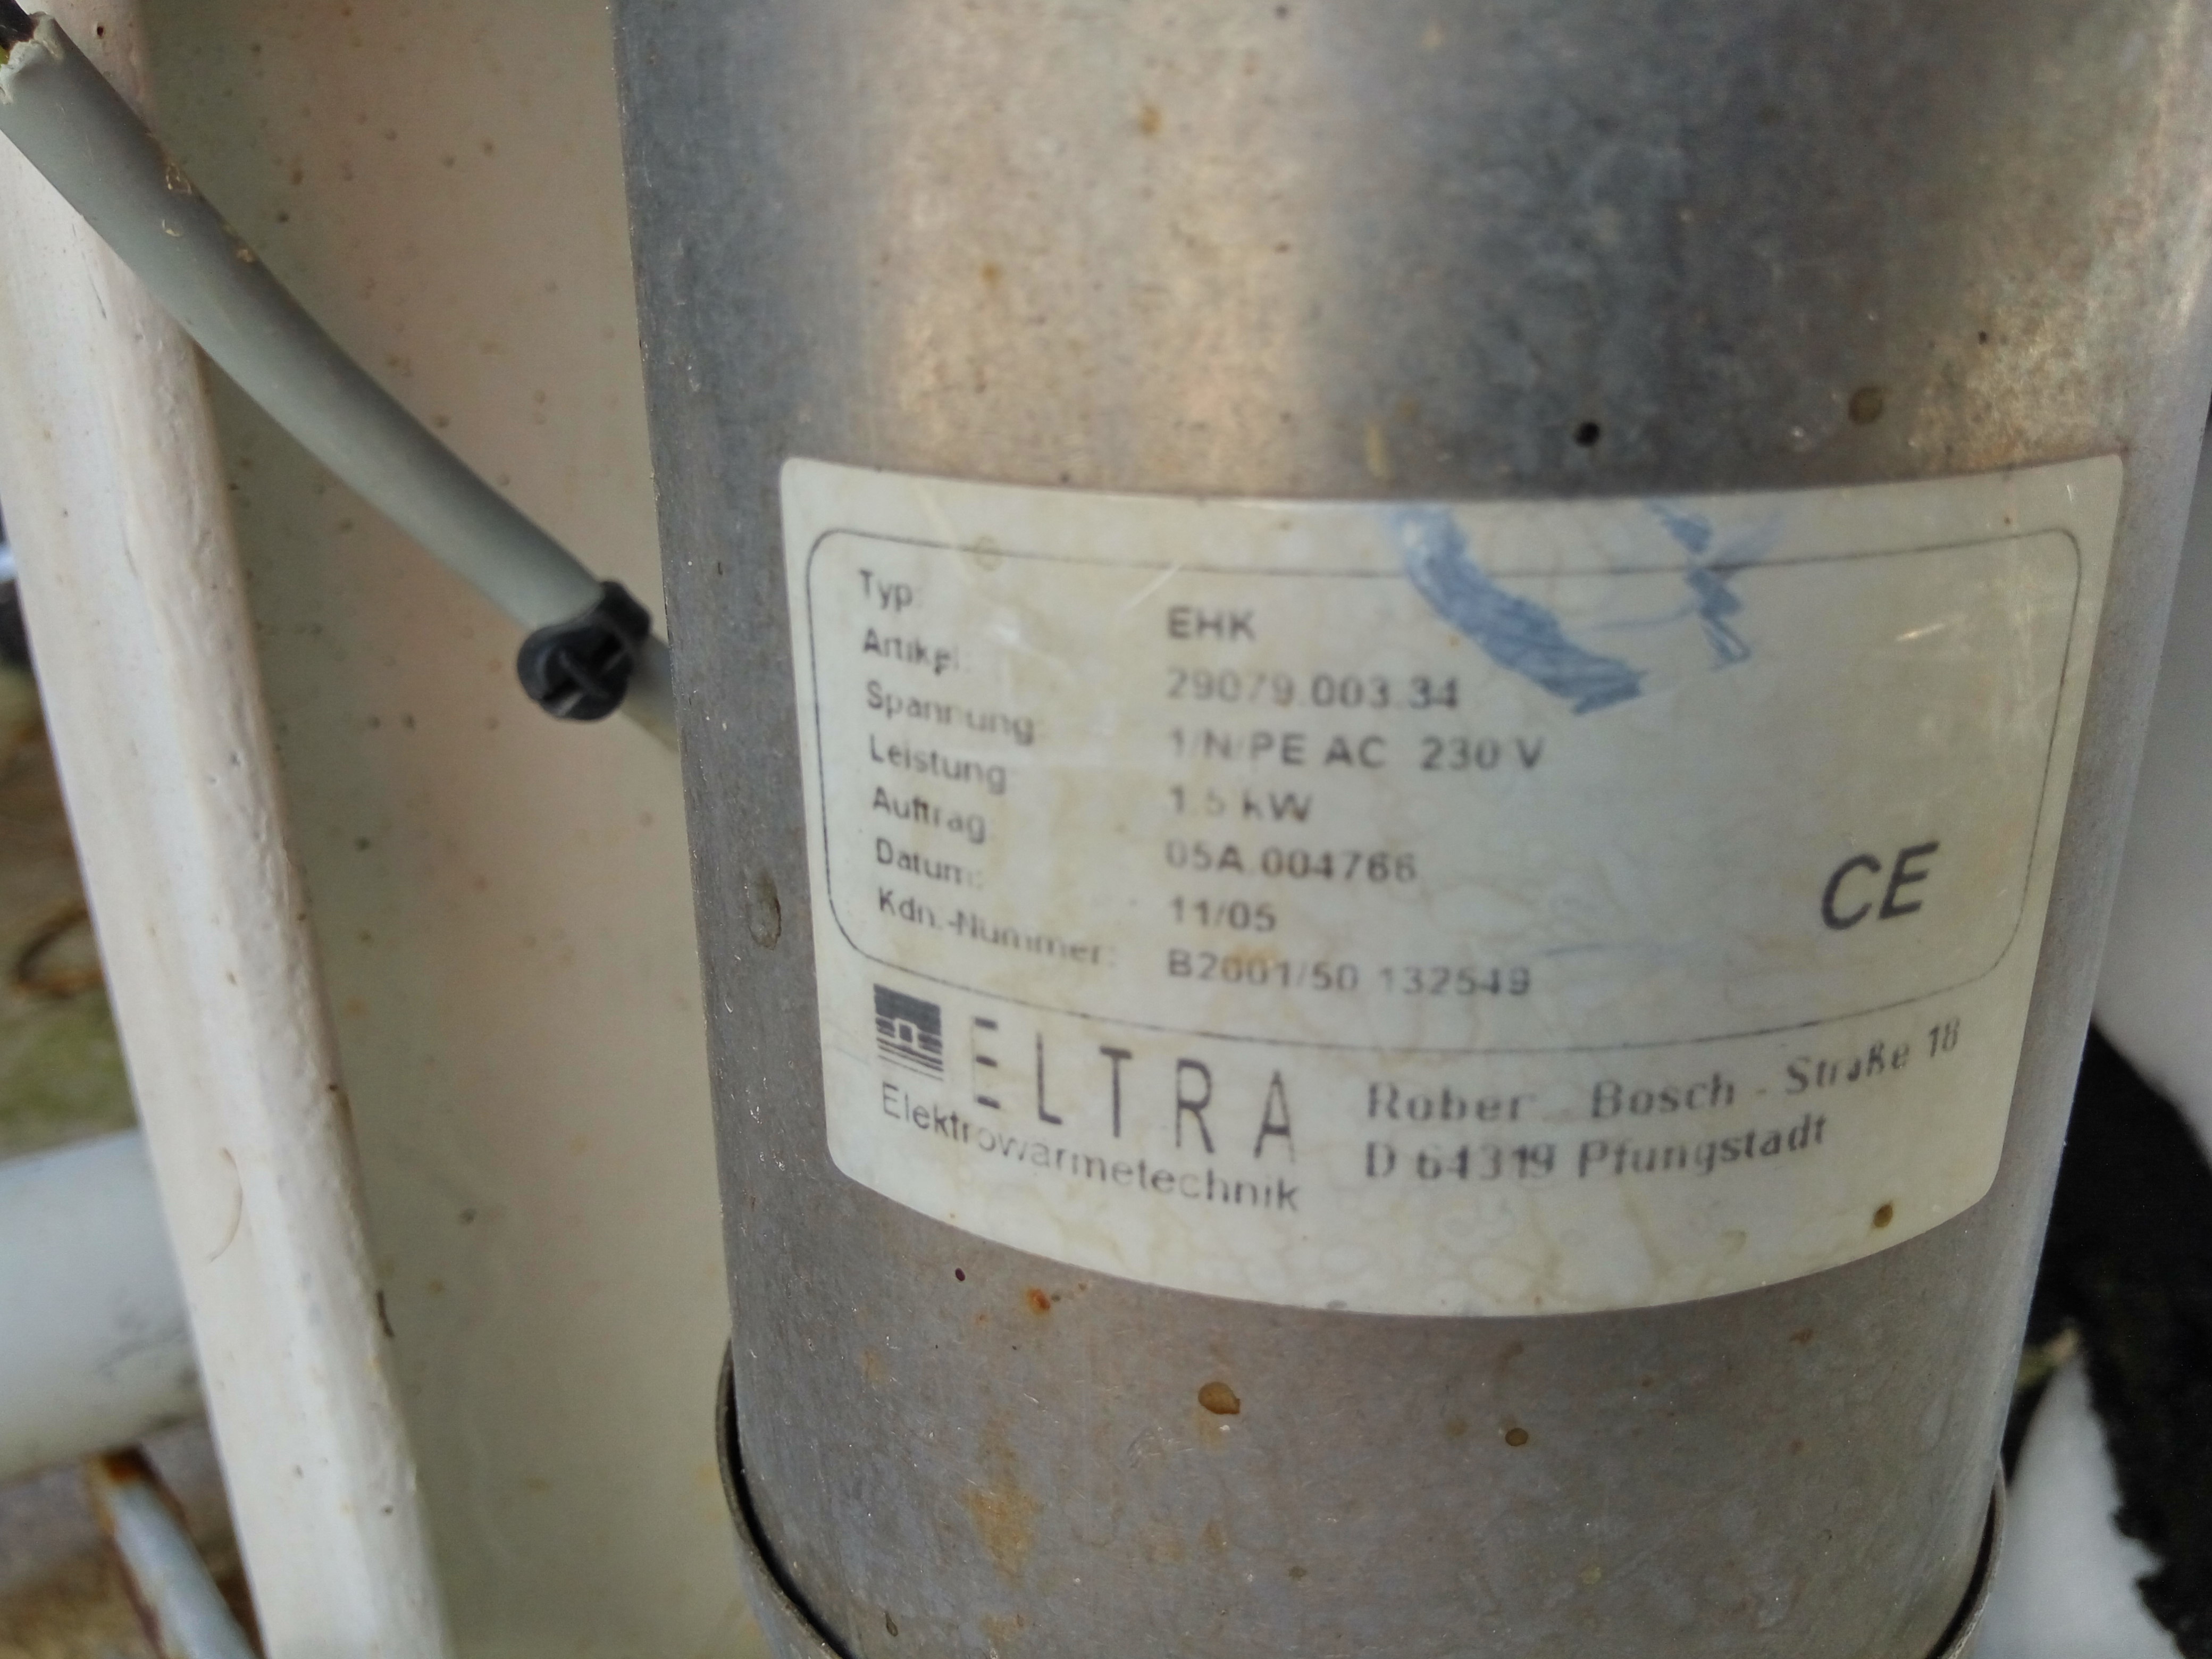 Typ: EHK
Artikel: 29079.003.34
Spannung: 1/N/PE AC 230 V
Leistung: 1.5 kW
Auftrag: 05A.004766
Datum: 11/05
Kdn.-Nummer: B2001/50 132549
CE
ELTRA
Elektrowärmetechnik
Rober - Bosch - Straße 18
D 64319 Pfungstadt